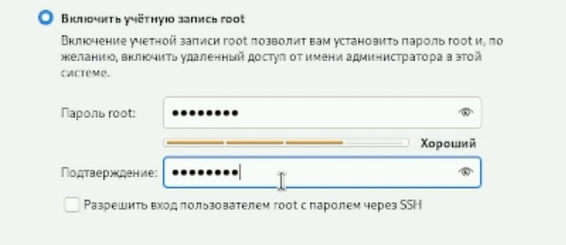 Включить учётную запись root
Включение учетной записи root позволит вам установить пароль root и, по
желанию, включить удаленный доступ от имени администратора в этой
системе.
Пароль root: ••••••••
Хороший
Подтверждение: ••••••••
Разрешить вход пользователем root с паролем через SSH